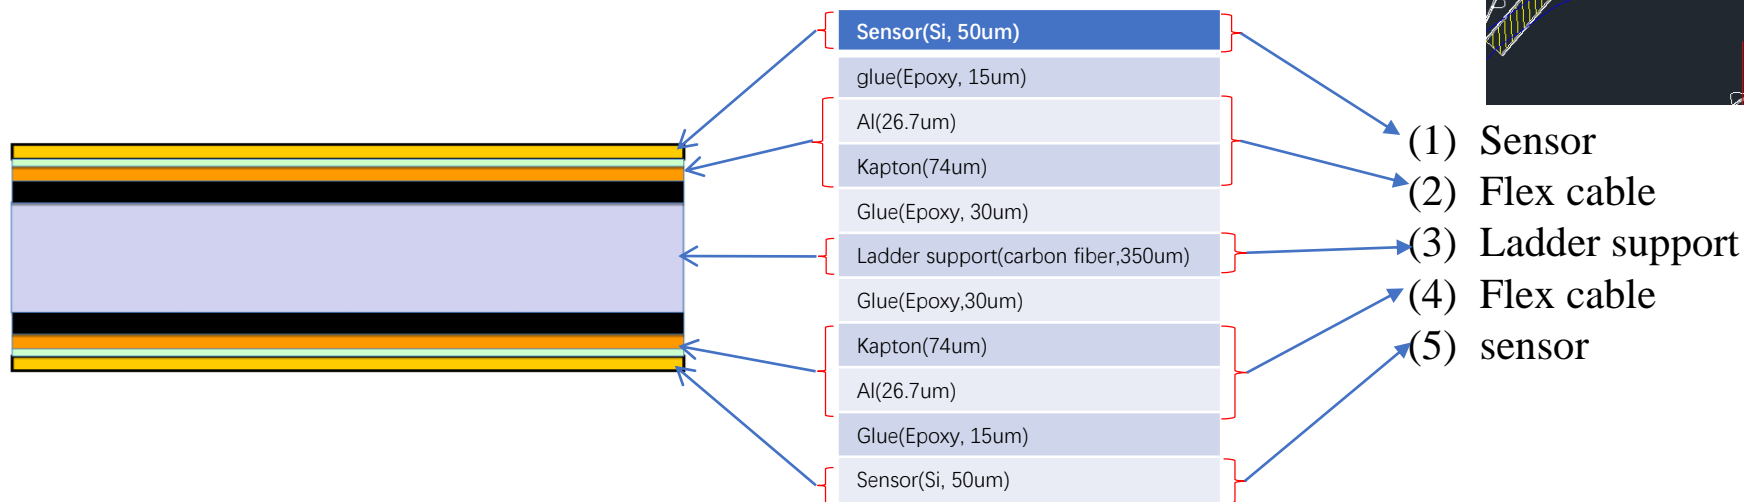 Sensor(Si, 50um)
glue(Epoxy, 15um)
Al(26.7um)
Kapton(74um)
Glue(Epoxy, 30um)
Ladder support(carbon fiber,350um)
Glue(Epoxy,30um)
Kapton(74um)
Al(26.7um)
Glue(Epoxy, 15um)
Sensor(Si, 50um)
(1) Sensor
(2) Flex cable
(3) Ladder support
(4) Flex cable
(5) sensor